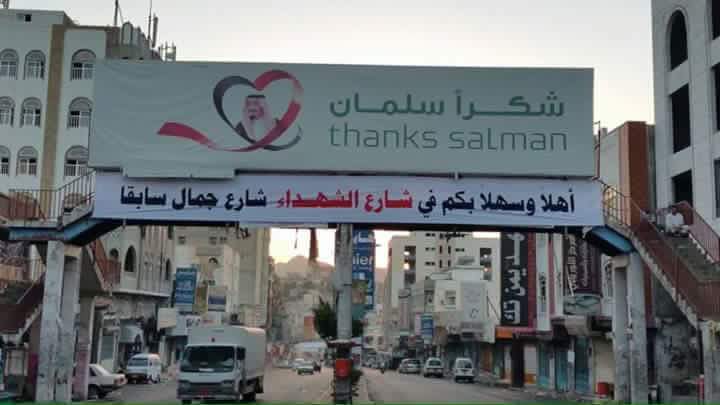 شكراً سلمان
thanks salman
أهلا وسهلا بكم في شارع الشهداء شارع جمال سابقا